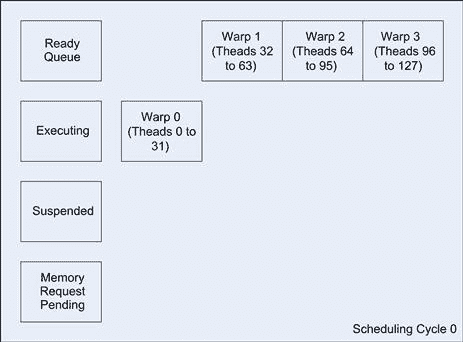 Ready
Queue
Warp 1
(Theads 32
to 63)
Warp 2
(Theads 64
to 95)
Warp 3
(Theads 96
to 127)
Executing
Warp 0
(Theads 0 to
31)
Suspended
Memory
Request
Pending
Scheduling Cycle 0